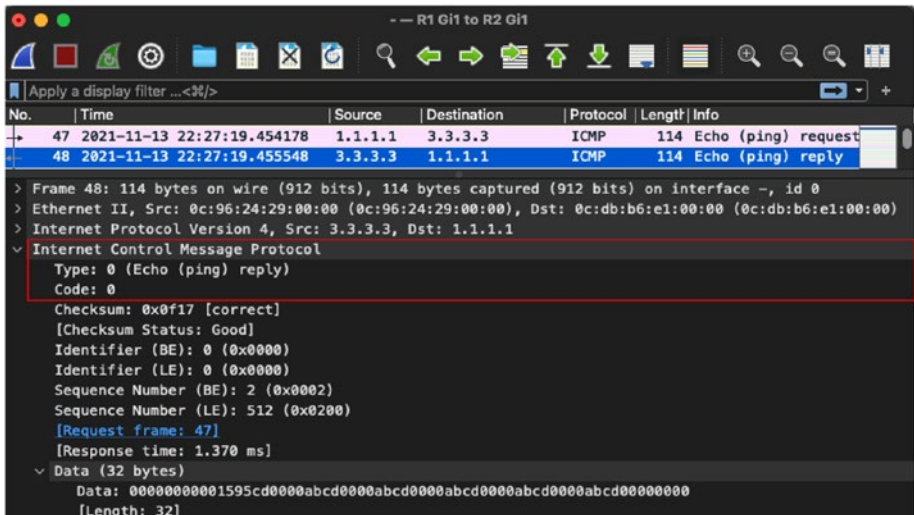 - — R1 Gi1 to R2 Gi1
Apply a display filter ...<⌘/>
No. Time Source Destination Protocol Length Info
47 2021-11-13 22:27:19.454178 1.1.1.1 3.3.3.3 ICMP 114 Echo (ping) request
48 2021-11-13 22:27:19.455548 3.3.3.3 1.1.1.1 ICMP 114 Echo (ping) reply
Frame 48: 114 bytes on wire (912 bits), 114 bytes captured (912 bits) on interface -, id 0
Ethernet II, Src: 0c:96:24:29:00:00 (0c:96:24:29:00:00), Dst: 0c:db:b6:e1:00:00 (0c:db:b6:e1:00:00)
Internet Protocol Version 4, Src: 3.3.3.3, Dst: 1.1.1.1
Internet Control Message Protocol
Type: 0 (Echo (ping) reply)
Code: 0
Checksum: 0x0f17 [correct]
[Checksum Status: Good]
Identifier (BE): 0 (0x0000)
Identifier (LE): 0 (0x0000)
Sequence Number (BE): 2 (0x0002)
Sequence Number (LE): 512 (0x0200)
[Request frame: 47]
[Response time: 1.370 ms]
Data (32 bytes)
Data: 00000000001595cd0000abcd0000abcd0000abcd0000abcd0000abcd00000000
[Length: 32]